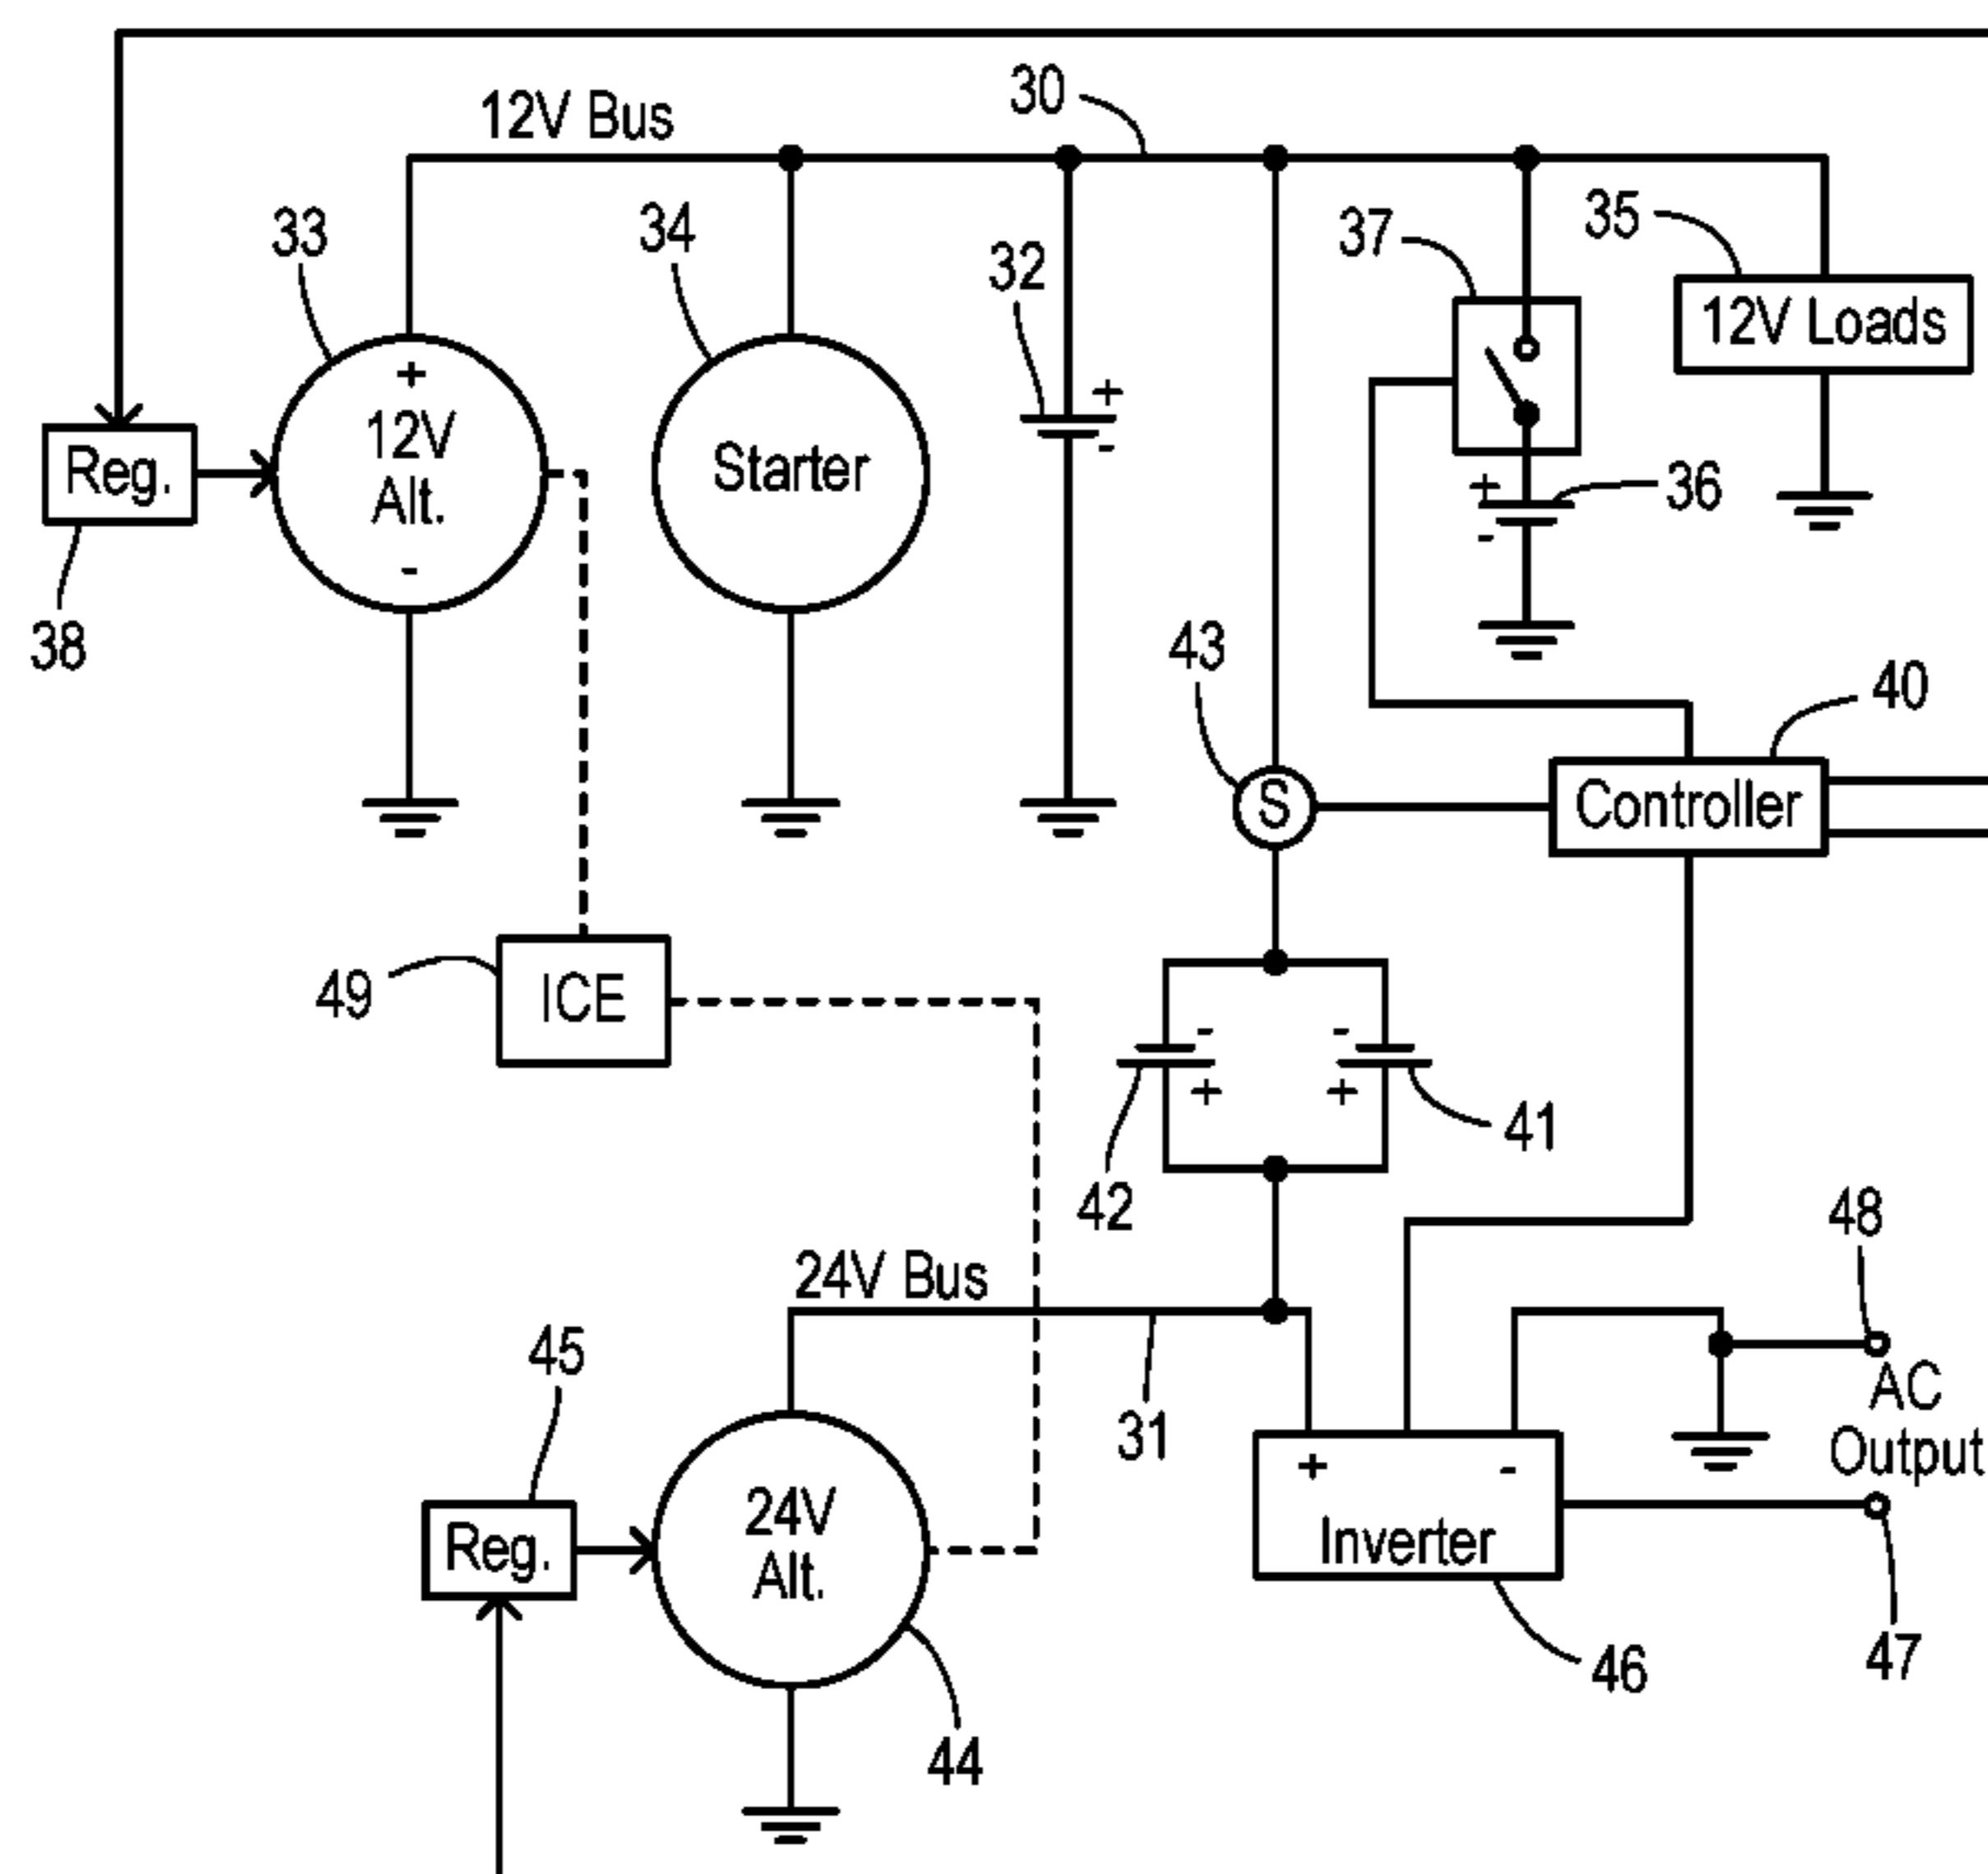 30
12V Bus
33
34
32
37
35
12V Loads
+
12V
Alt.
-
Starter
+
-
Reg.
+
-
36
38
43
40
S
Controller
49
ICE
-
+
-
+
41
42
48
24V Bus
45
31
AC
Output
+
-
Inverter
24V
Alt.
Reg.
46
47
44